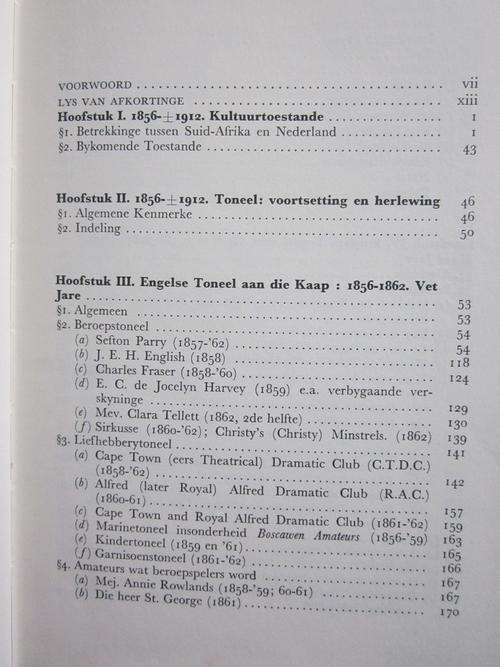 VOORWOORD . . . . . . . . . . vii
LYS VAN AFKORTINGE . . . . . . . . . . xiii
Hoofstuk I. 1856-±1912. Kultuurtoestande . . . . . . . . . . 1
§1. Betrekkinge tussen Suid-Afrika en Nederland . . . . . . . . . . 1
§2. Bykomende Toestande . . . . . . . . . . 43
Hoofstuk II. 1856-±1912. Toneel: voortsetting en herlewing 46
§1. Algemene Kenmerke . . . . . . . . . . 46
§2. Indeling . . . . . . . . . . 50
Hoofstuk III. Engelse Toneel aan die Kaap : 1856-1862. Vet
Jare . . . . . . . . . . 53
§1. Algemeen . . . . . . . . . . 53
§2. Beroepstoneel . . . . . . . . . . 54
(a) Sefton Parry (1857-'62) . . . . . . . . . . 54
(b) J. E. H. English (1858) . . . . . . . . . . 118
(c) Charles Fraser (1858-'60) . . . . . . . . . . 124
(d) E. C. de Jocelyn Harvey (1859) e.a. verbygaande ver-
skyninge . . . . . . . . . . 129
(e) Mev. Clara Tellett (1862, 2de helfte) . . . . . . . . . . 130
(f) Sirkusse (1860-'62); Christy's (Christy) Minstrels. (1862) 139
§3. Liefhebberytoneel . . . . . . . . . . 141
(a) Cape Town (eers Theatrical) Dramatic Club (C.T.D.C.)
(1858-'62) . . . . . . . . . . 142
(b) Alfred (later Royal) Alfred Dramatic Club (R.A.C.)
(1860-61) . . . . . . . . . . 157
(c) Cape Town and Royal Alfred Dramatic Club (1861-'62) 159
(d) Marinetoneel insonderheid Boscawen Amateurs (1856-'59) 163
(e) Kindertoneel (1859 en '61) . . . . . . . . . . 165
(f) Garnisoenstoneel (1861-'62) . . . . . . . . . . 166
§4. Amateurs wat beroepspelers word . . . . . . . . . . 167
(a) Mej. Annie Rowlands (1858-'59; 60-61) . . . . . . . . . . 167
(b) Die heer St. George (1861) . . . . . . . . . . 170